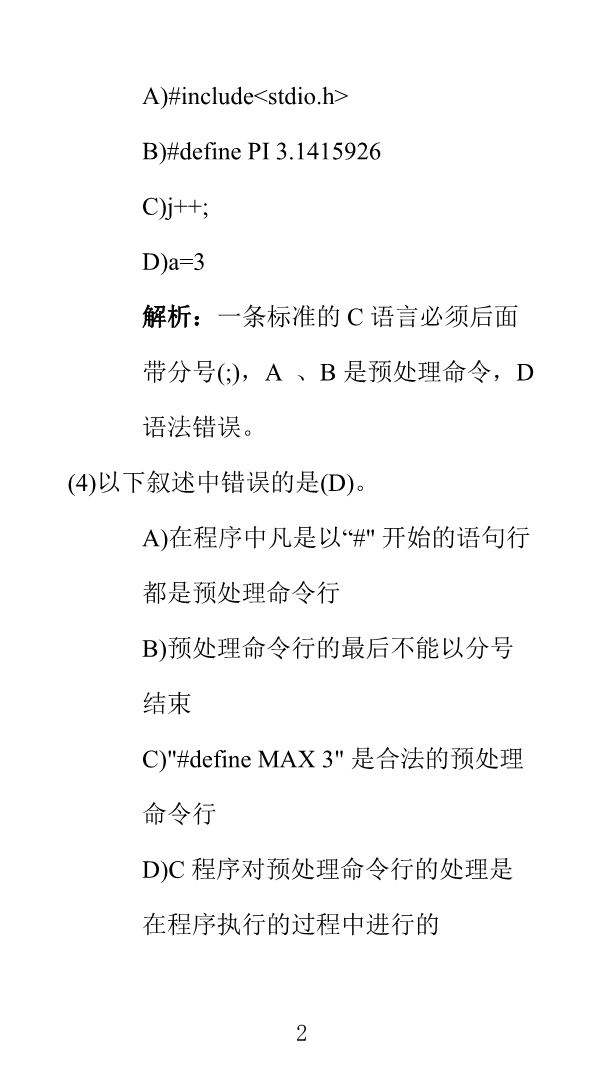 A)#include<stdio.h>
B)#define PI 3.1415926
C)j++;
D)a=3
解析：一条标准的 C 语言必须后面
带分号(;)，A 、B 是预处理命令，D
语法错误。
(4)以下叙述中错误的是(D)。
A)在程序中凡是以“#" 开始的语句行
都是预处理命令行
B)预处理命令行的最后不能以分号
结束
C)"#define MAX 3" 是合法的预处理
命令行
D)C 程序对预处理命令行的处理是
在程序执行的过程中进行的
2